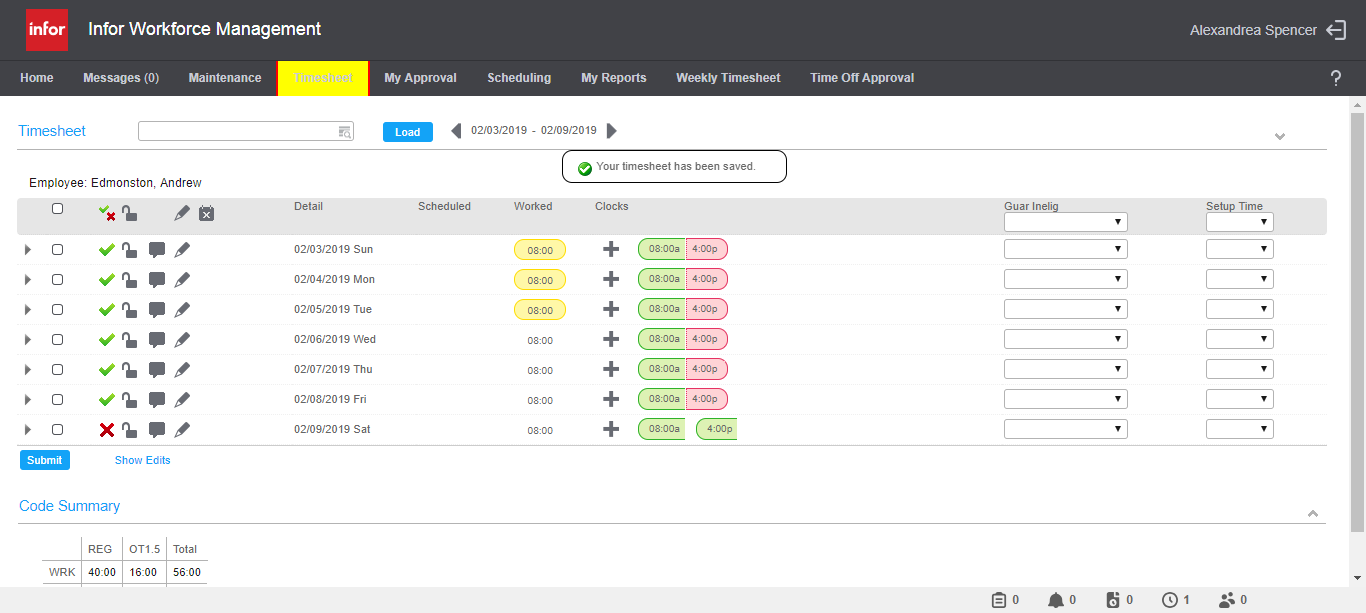 infor Infor Workforce Management Alexandrea Spencer
Home Messages (0) Maintenance Timesheet My Approval Scheduling My Reports Weekly Timesheet Time Off Approval ?
Timesheet Load 02/03/2019 - 02/09/2019
Your timesheet has been saved.
Employee: Edmonston, Andrew
Detail Scheduled Worked Clocks Guar Inelig Setup Time
02/03/2019 Sun 08:00 08:00a 4:00p
02/04/2019 Mon 08:00 08:00a 4:00p
02/05/2019 Tue 08:00 08:00a 4:00p
02/06/2019 Wed 08:00 08:00a 4:00p
02/07/2019 Thu 08:00 08:00a 4:00p
02/08/2019 Fri 08:00 08:00a 4:00p
02/09/2019 Sat 08:00 08:00a 4:00p
Submit Show Edits
Code Summary
REG OT1.5 Total
WRK 40:00 16:00 56:00
0 0 0 1 0